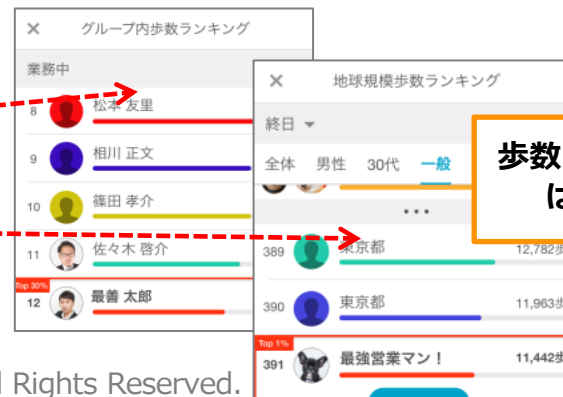 × グループ内歩数ランキング
業務中
8 松本 友里
9 相川 正文
10 篠田 孝介
11 佐々木 啓介
Top 30%
12 最善 太郎
× 地球規模歩数ランキング
終日
全体 男性 30代 一般
•••
389 東京都 12,782歩
390 東京都 11,963歩
Top 1%
391 最強営業マン! 11,442歩
歩数
は
Rights Reserved.